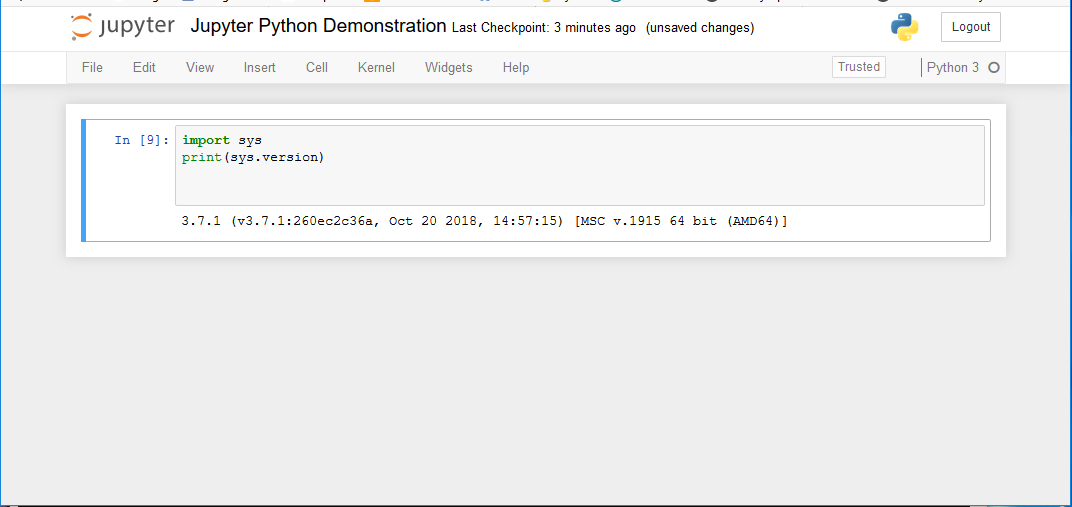 jupyter Jupyter Python Demonstration Last Checkpoint: 3 minutes ago (unsaved changes) Logout
File Edit View Insert Cell Kernel Widgets Help Trusted Python 3
In [9]: import sys
print(sys.version)
3.7.1 (v3.7.1:260ec2c36a, Oct 20 2018, 14:57:15) [MSC v.1915 64 bit (AMD64)]